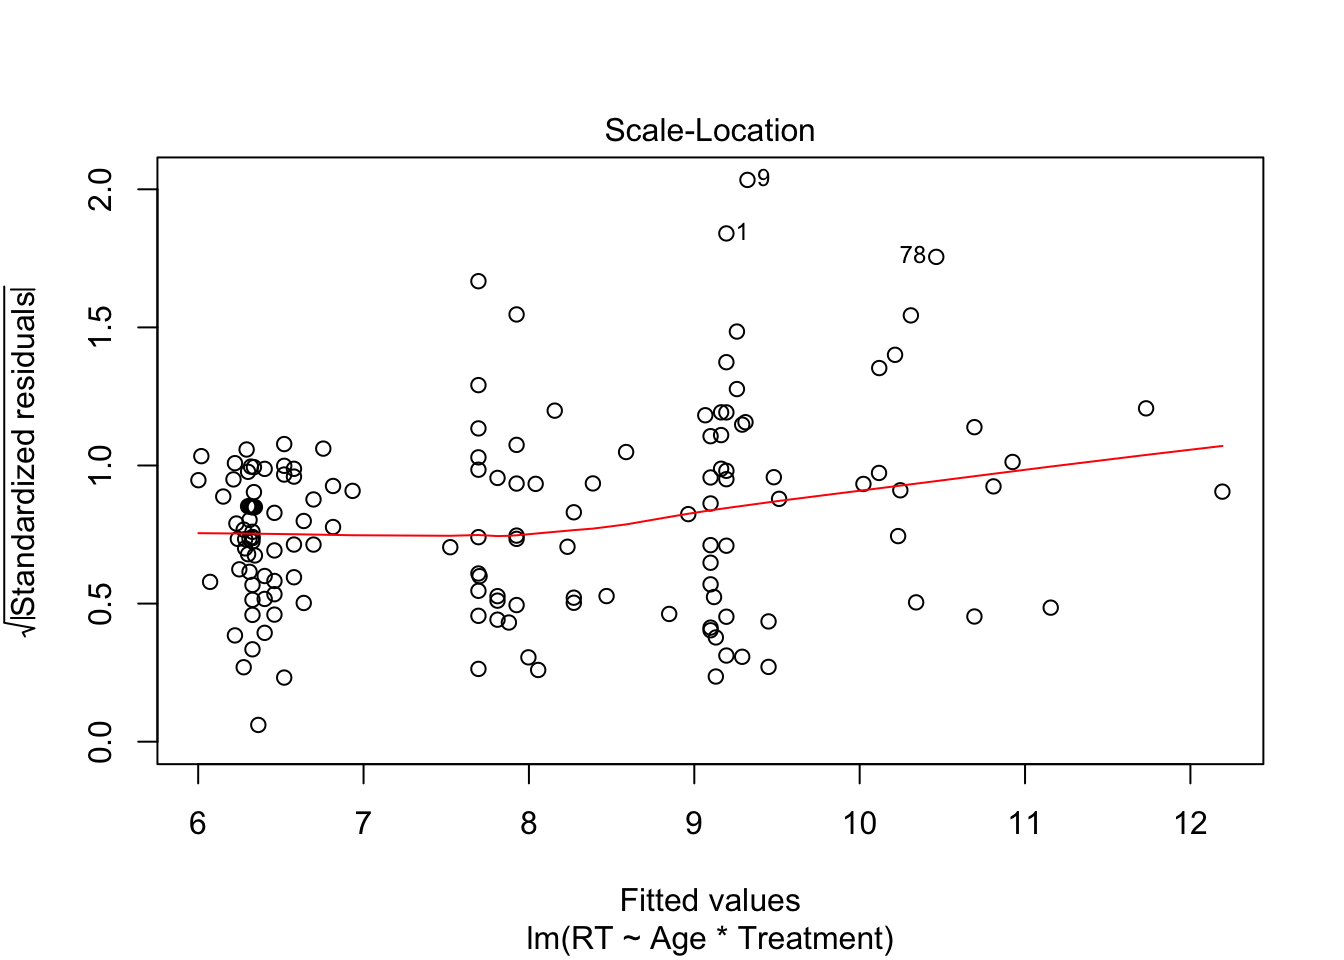 Scale-Location
√|Standardized residuals|
2.0
1.5
1.0
0.5
0.0
9
1
78
6 7 8 9 10 11 12
Fitted values
lm(RT ~ Age * Treatment)